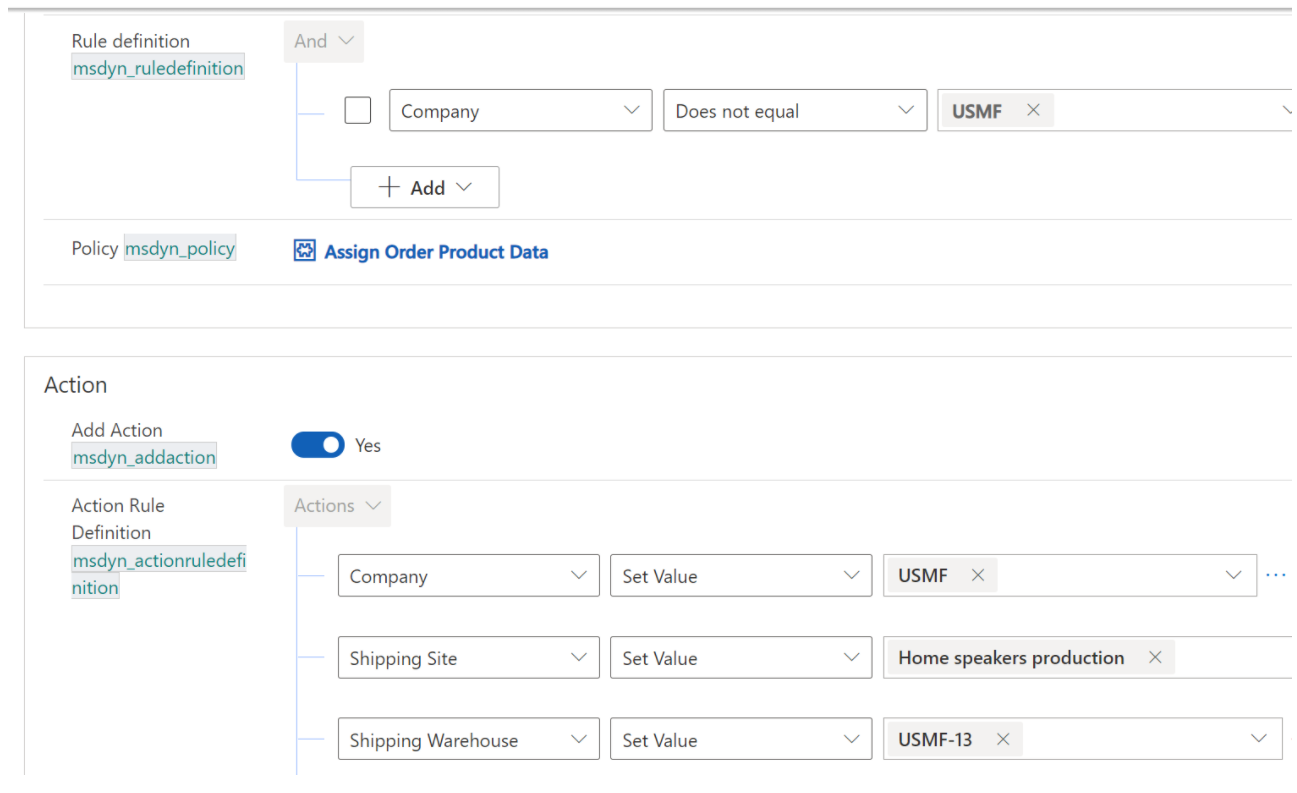 Rule definition
msdyn_ruledefinition
And
Company
Does not equal
USMF
Add
Policy msdyn_policy
Assign Order Product Data
Action
Add Action
msdyn_addaction
Yes
Action Rule
Definition
msdyn_actionruledefi
nition
Actions
Company
Set Value
USMF
Shipping Site
Set Value
Home speakers production
Shipping Warehouse
Set Value
USMF-13